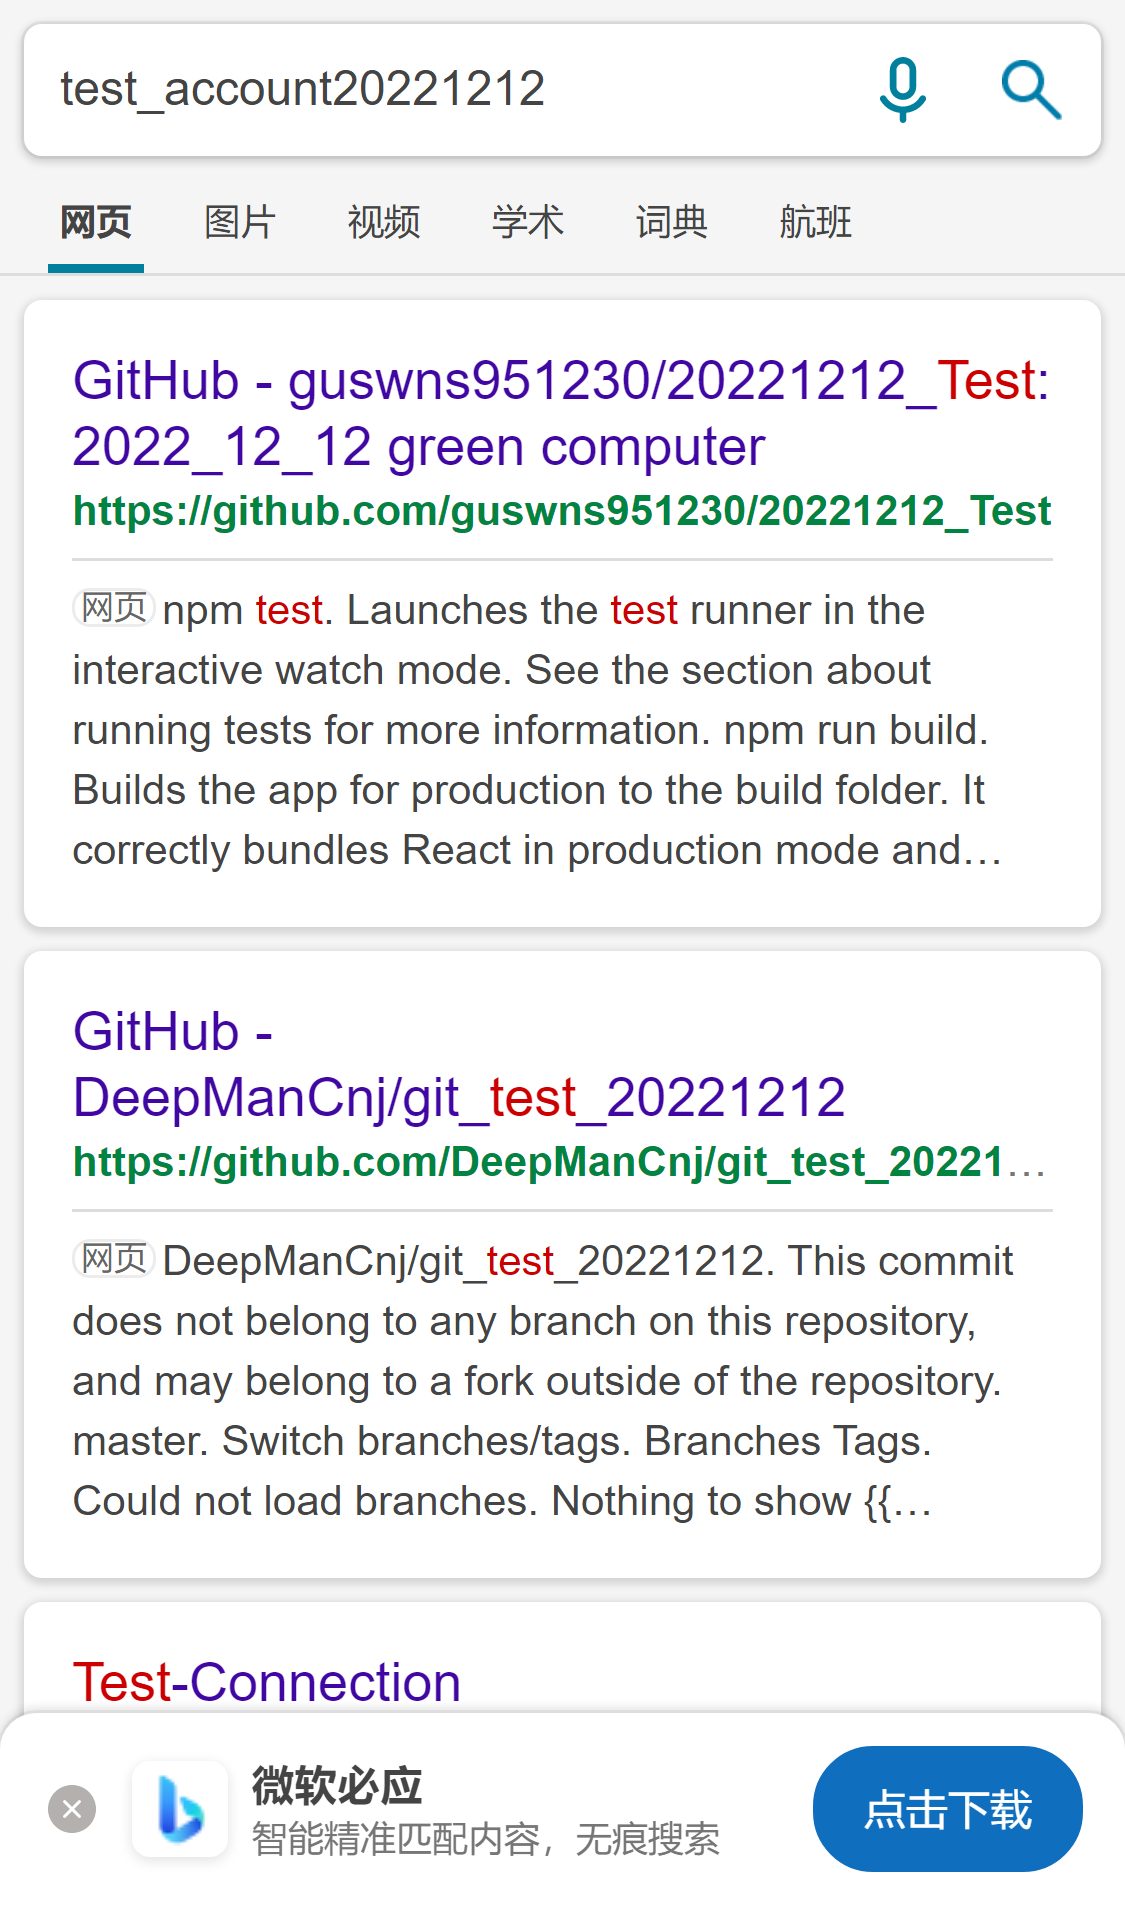 test_account20221212
网页 图片 视频 学术 词典 航班
GitHub - guswns951230/20221212_Test:
2022_12_12 green computer
https://github.com/guswns951230/20221212_Test
网页 npm test. Launches the test runner in the
interactive watch mode. See the section about
running tests for more information. npm run build.
Builds the app for production to the build folder. It
correctly bundles React in production mode and…
GitHub -
DeepManCnj/git_test_20221212
https://github.com/DeepManCnj/git_test_20221…
网页 DeepManCnj/git_test_20221212. This commit
does not belong to any branch on this repository,
and may belong to a fork outside of the repository.
master. Switch branches/tags. Branches Tags.
Could not load branches. Nothing to show {{…
Test-Connection
微软必应
智能精准匹配内容，无痕搜索
点击下载